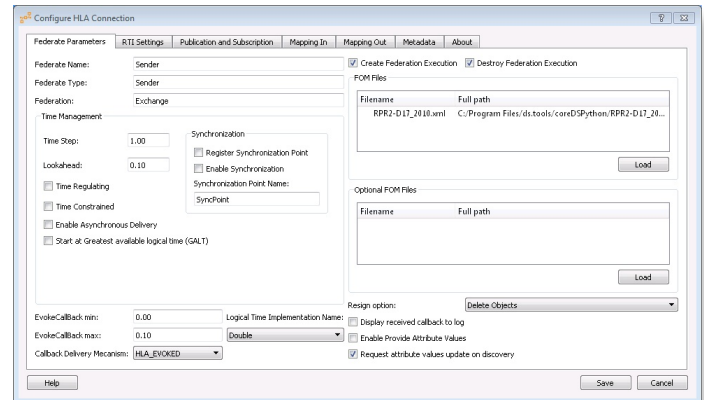 Configure HLA Connection
Federate Parameters RTI Settings Publication and Subscription Mapping In Mapping Out Metadata About
Federate Name: Sender
Federate Type: Sender
Federation: Exchange
Time Management
Time Step: 1.00
Lookahead: 0.10
Time Regulating
Time Constrained
Enable Asynchronous Delivery
Start at Greatest available logical time (GALT)
Synchronization
Register Synchronization Point
Enable Synchronization
Synchronization Point Name:
SyncPoint
EvokeCallBack min: 0.00 Logical Time Implementation Name:
EvokeCallBack max: 0.10 Double
Callback Delivery Mecanism: HLA_EVOKED
Create Federation Execution Destroy Federation Execution
FOM Files
Filename Full path
RPR2-D17_2010.xml C:/Program Files/ds.tools/coreDSPython/RPR2-D17_20...
Load
Optional FOM Files
Filename Full path
Load
Resign option: Delete Objects
Display received callback to log
Enable Provide Attribute Values
Request attribute values update on discovery
Help Save Cancel